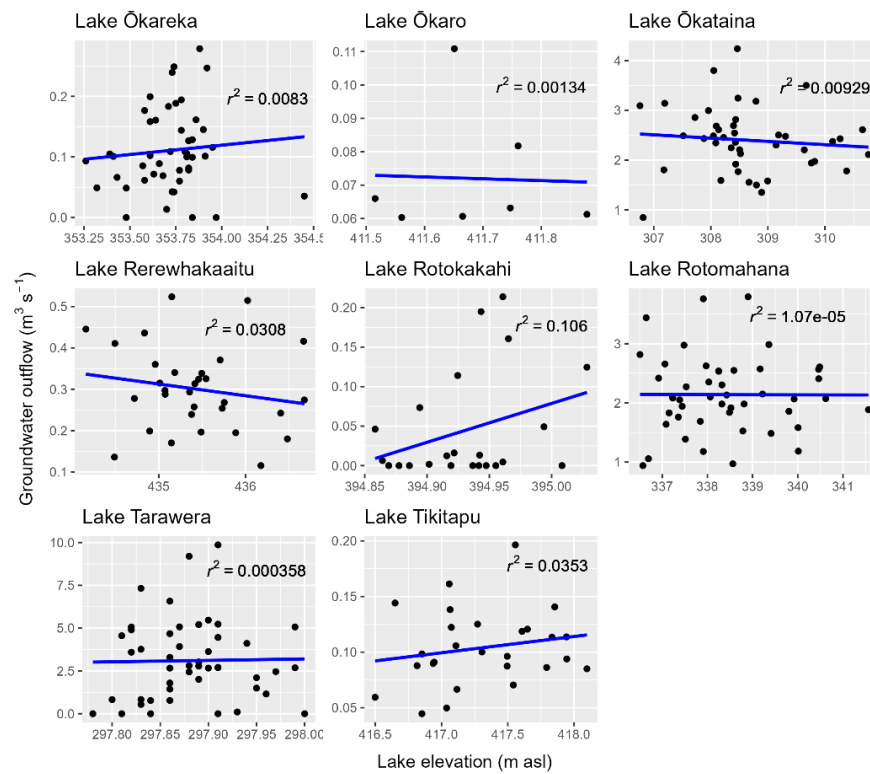 Lake Ōkareka
Lake Ōkaro
Lake Ōkataina
r² = 0.0083
r² = 0.00134
r² = 0.00929
0.2
0.1
0.0
353.25 353.50 353.75 354.00 354.25 354.5
0.11
0.10
0.09
0.08
0.07
0.06
411.5 411.6 411.7 411.8
4
3
2
1
307 308 309 310
Lake Rerewhakaaitu
Lake Rotokakahi
Lake Rotomahana
r² = 0.0308
r² = 0.106
r² = 1.07e-05
0.5
0.4
0.3
0.2
0.1
435 436
0.20
0.15
0.10
0.05
0.00
394.85 394.90 394.95 395.00
4
3
2
1
337 338 339 340 341
Groundwater outflow (m³ s⁻¹)
Lake Tarawera
Lake Tikitapu
r² = 0.000358
r² = 0.0353
10.0
7.5
5.0
2.5
0.0
297.80 297.85 297.90 297.95 298.00
0.20
0.15
0.10
0.05
416.5 417.0 417.5 418.0
Lake elevation (m asl)